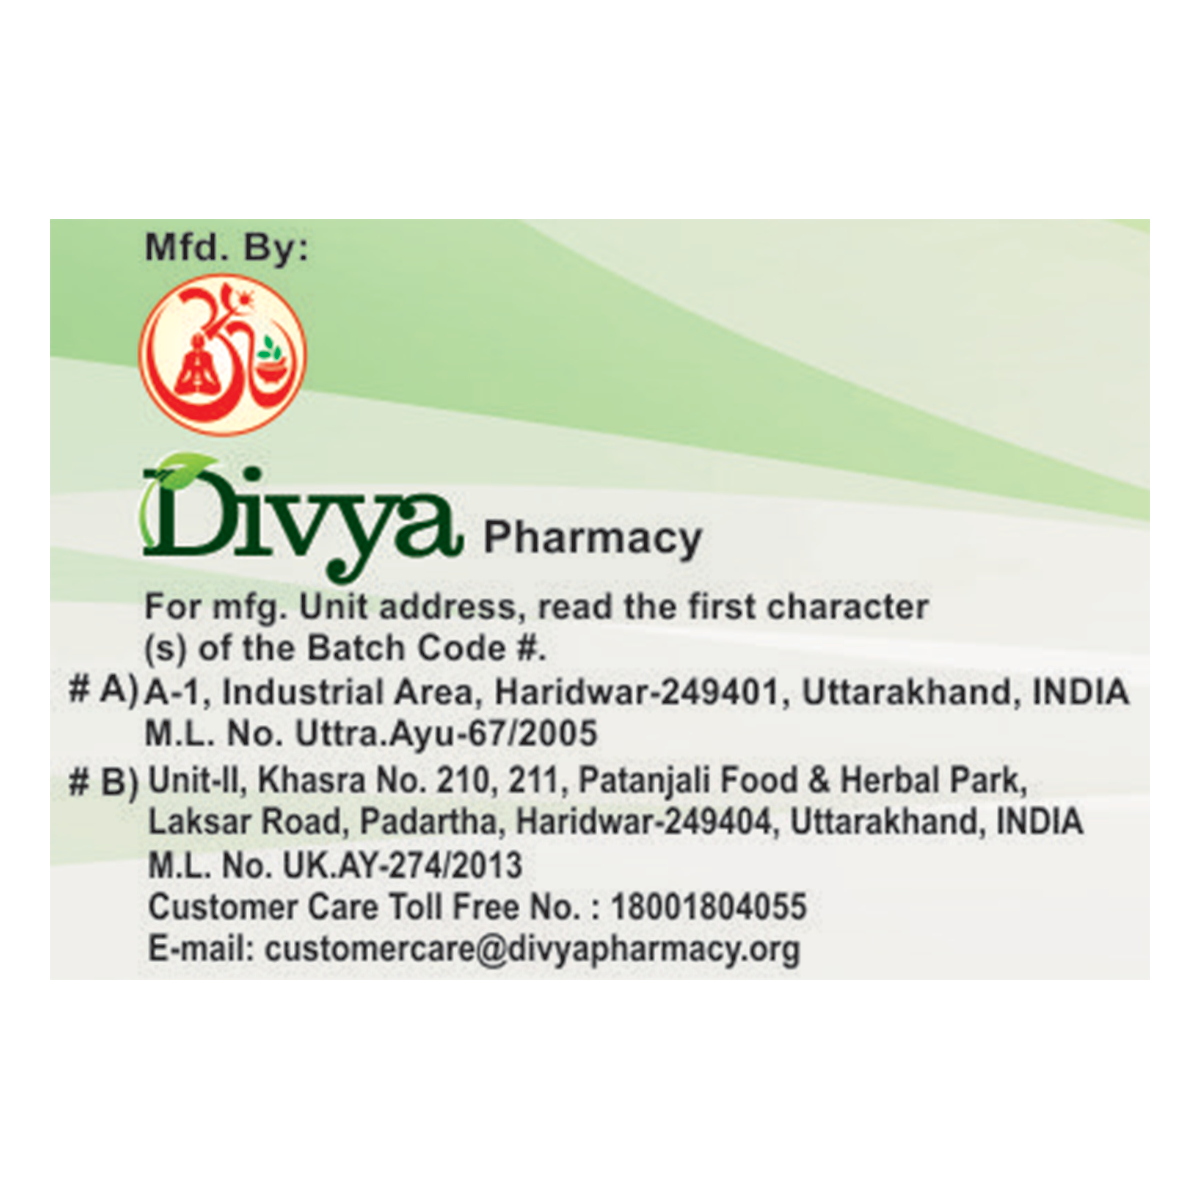 Mfd. By:
Divya Pharmacy
For mfg. Unit address, read the first character
(s) of the Batch Code #.
# A) A-1, Industrial Area, Haridwar-249401, Uttarakhand, INDIA
M.L. No. Uttra.Ayu-67/2005
# B) Unit-II, Khasra No. 210, 211, Patanjali Food & Herbal Park,
Laksar Road, Padartha, Haridwar-249404, Uttarakhand, INDIA
M.L. No. UK.AY-274/2013
Customer Care Toll Free No. : 18001804055
E-mail: customercare@divyapharmacy.org